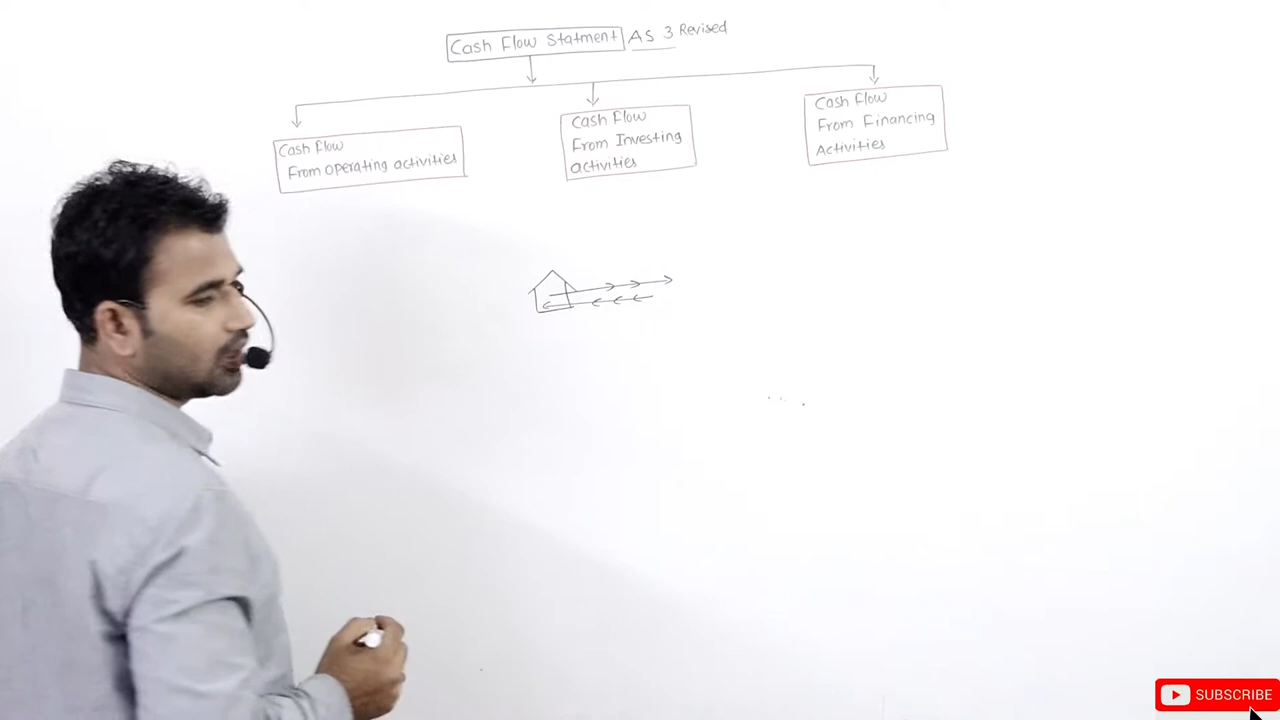 Cash Flow Statment AS 3 Revised
Cash Flow
From operating activities
Cash Flow
From Investing
activities
Cash Flow
From Financing
Activities
SUBSCRIBE